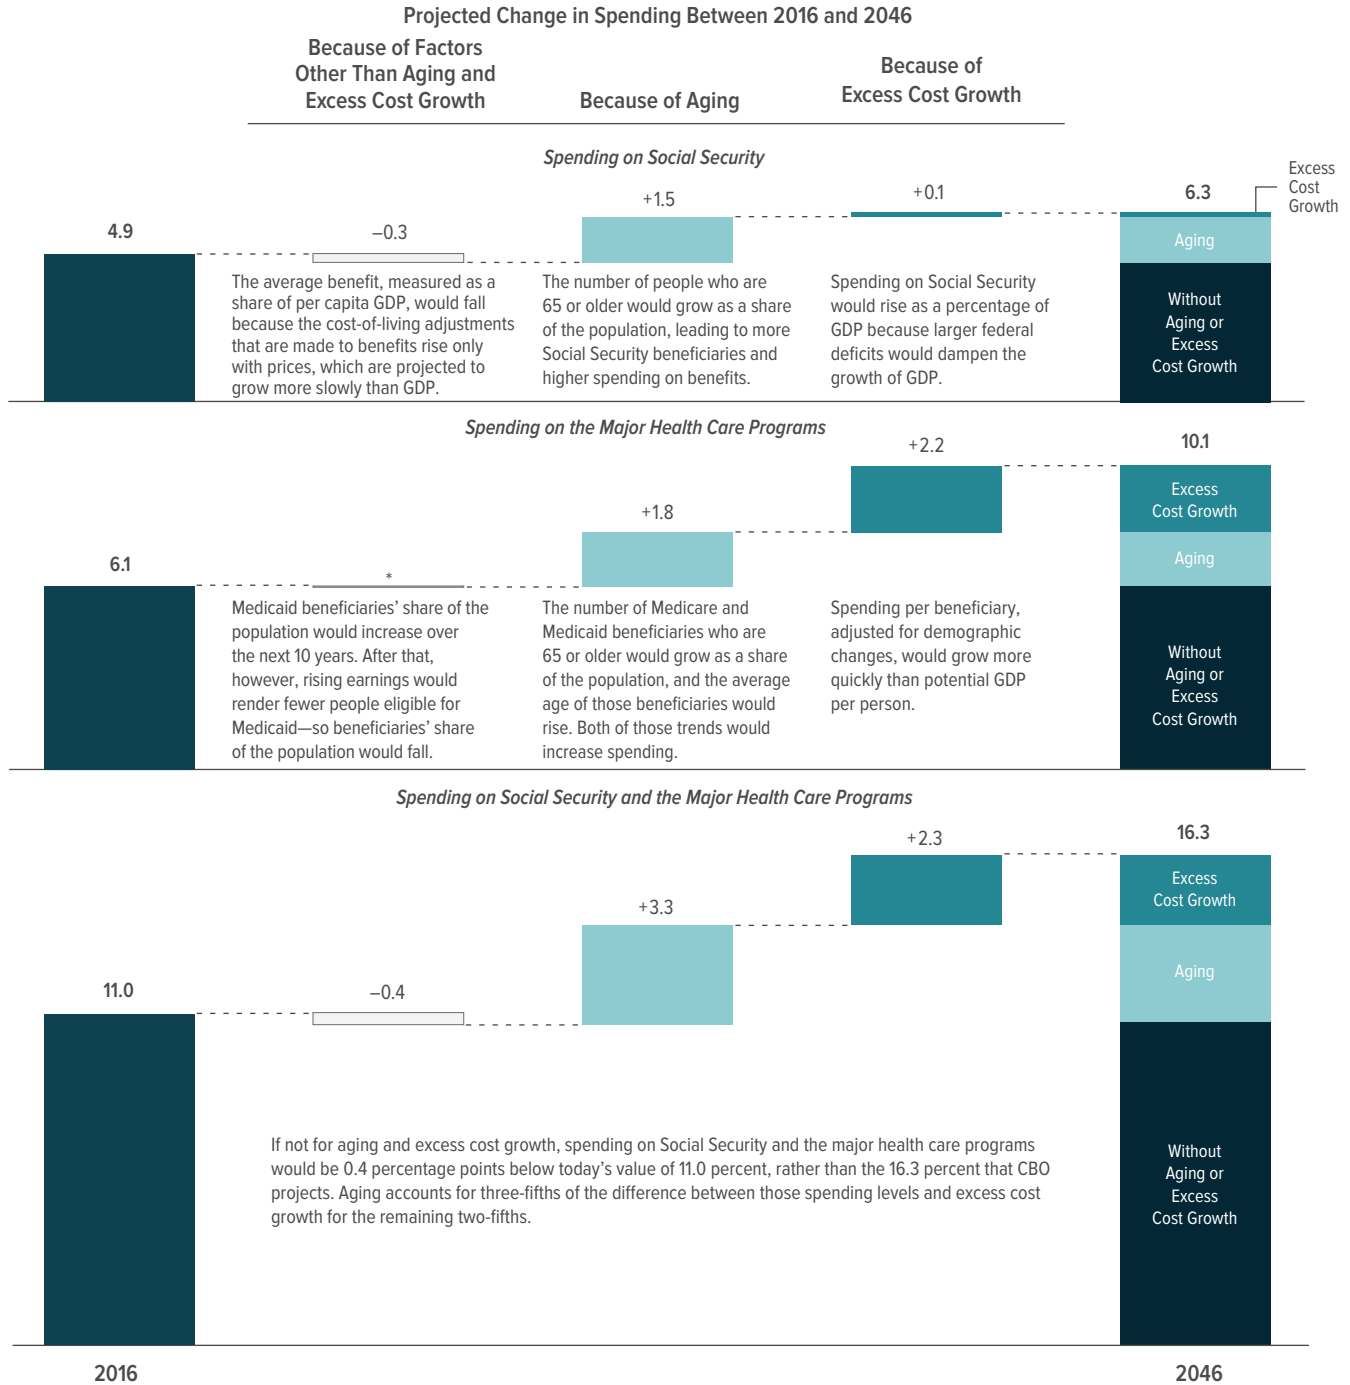 Projected Change in Spending Between 2016 and 2046
Because of Factors
Other Than Aging and
Excess Cost Growth
Because of Aging
Because of
Excess Cost Growth
Spending on Social Security
4.9
–0.3
+1.5
+0.1
6.3
Excess
Cost
Growth
The average benefit, measured as a
share of per capita GDP, would fall
because the cost-of-living adjustments
that are made to benefits rise only
with prices, which are projected to
grow more slowly than GDP.
The number of people who are
65 or older would grow as a share
of the population, leading to more
Social Security beneficiaries and
higher spending on benefits.
Spending on Social Security
would rise as a percentage of
GDP because larger federal
deficits would dampen the
growth of GDP.
Aging
Without
Aging or
Excess
Cost Growth
Spending on the Major Health Care Programs
6.1
*
+1.8
+2.2
10.1
Medicaid beneficiaries’ share of the
population would increase over
the next 10 years. After that,
however, rising earnings would
render fewer people eligible for
Medicaid—so beneficiaries’ share
of the population would fall.
The number of Medicare and
Medicaid beneficiaries who are
65 or older would grow as a share
of the population, and the average
age of those beneficiaries would
rise. Both of those trends would
increase spending.
Spending per beneficiary,
adjusted for demographic
changes, would grow more
quickly than potential GDP
per person.
Excess
Cost Growth
Aging
Without
Aging or
Excess
Cost Growth
Spending on Social Security and the Major Health Care Programs
11.0
–0.4
+3.3
+2.3
16.3
Excess
Cost Growth
Aging
Without
Aging or
Excess
Cost Growth
If not for aging and excess cost growth, spending on Social Security and the major health care programs
would be 0.4 percentage points below today’s value of 11.0 percent, rather than the 16.3 percent that CBO
projects. Aging accounts for three-fifths of the difference between those spending levels and excess cost
growth for the remaining two-fifths.
2016
2046